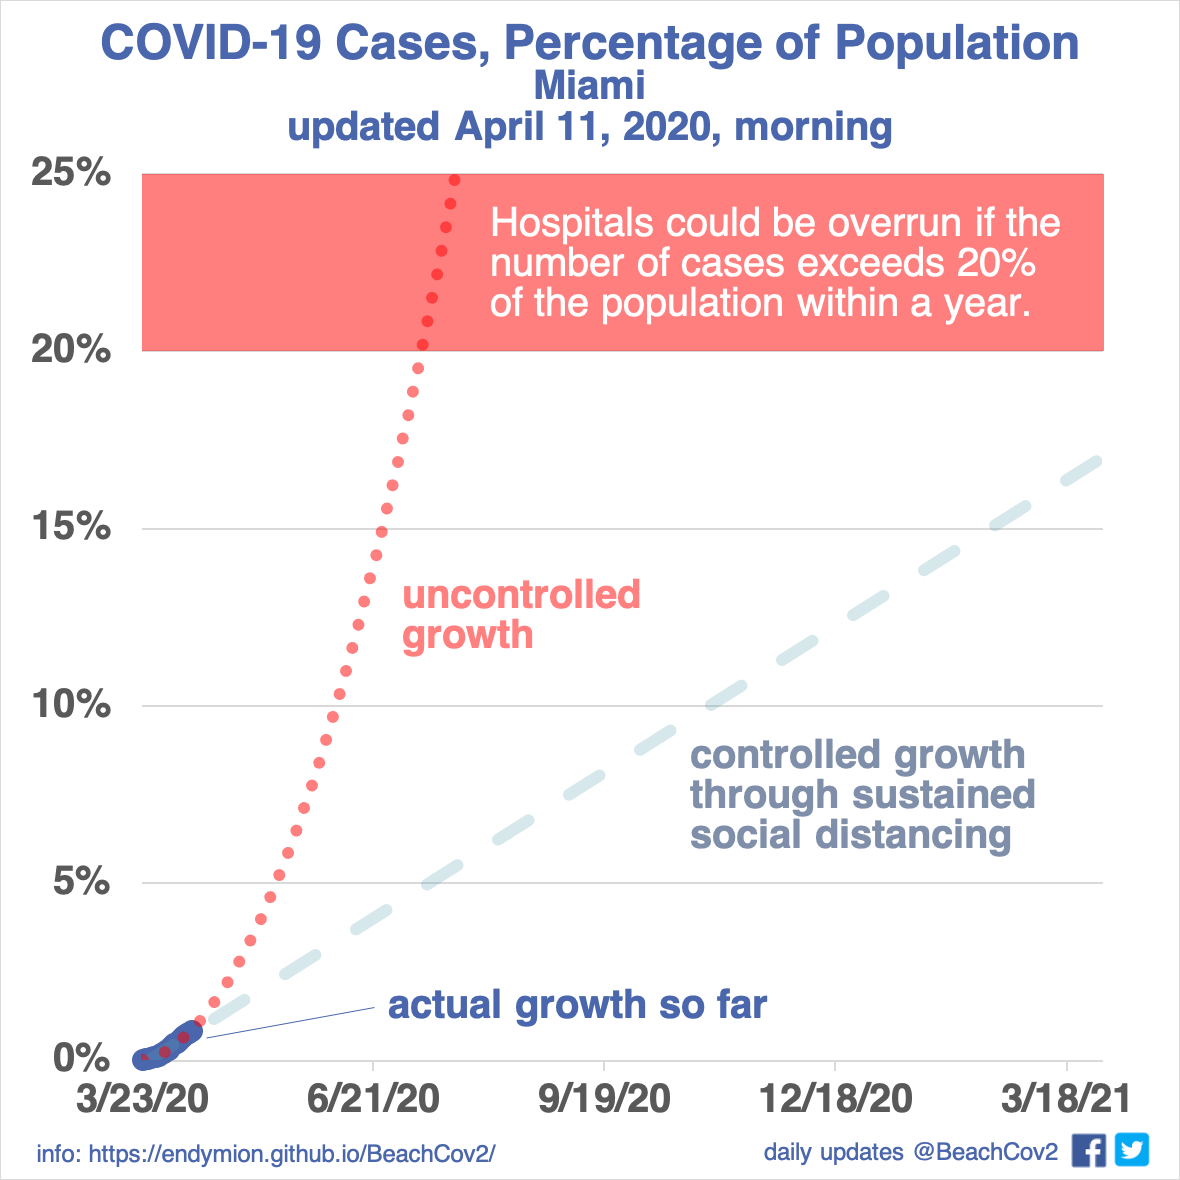 COVID-19 Cases, Percentage of Population
Miami
updated April 11, 2020, morning
25%
Hospitals could be overrun if the
number of cases exceeds 20%
of the population within a year.
20%
15%
uncontrolled
growth
10%
controlled growth
through sustained
social distancing
5%
actual growth so far
0%
3/23/20
6/21/20
9/19/20
12/18/20
3/18/21
info: https://endymion.github.io/BeachCov2/
daily updates @BeachCov2